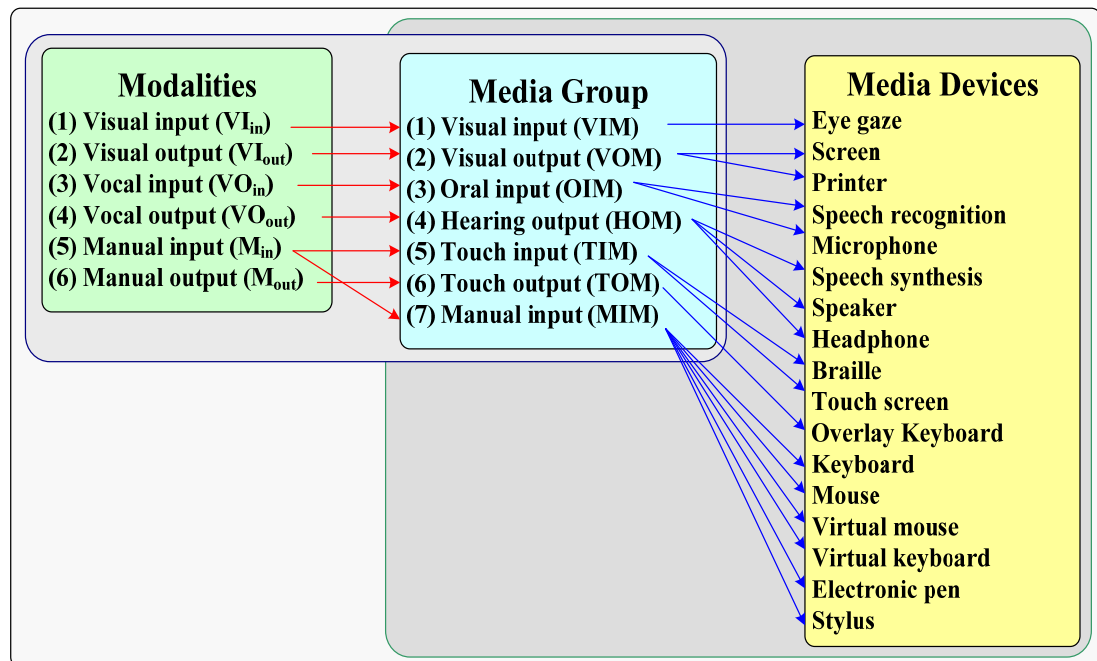 Modalities
(1) Visual input (VIin)
(2) Visual output (VIout)
(3) Vocal input (VOin)
(4) Vocal output (VOout)
(5) Manual input (Min)
(6) Manual output (Mout)
Media Group
(1) Visual input (VIM)
(2) Visual output (VOM)
(3) Oral input (OIM)
(4) Hearing output (HOM)
(5) Touch input (TIM)
(6) Touch output (TOM)
(7) Manual input (MIM)
Media Devices
Eye gaze
Screen
Printer
Speech recognition
Microphone
Speech synthesis
Speaker
Headphone
Braille
Touch screen
Overlay Keyboard
Keyboard
Mouse
Virtual mouse
Virtual keyboard
Electronic pen
Stylus